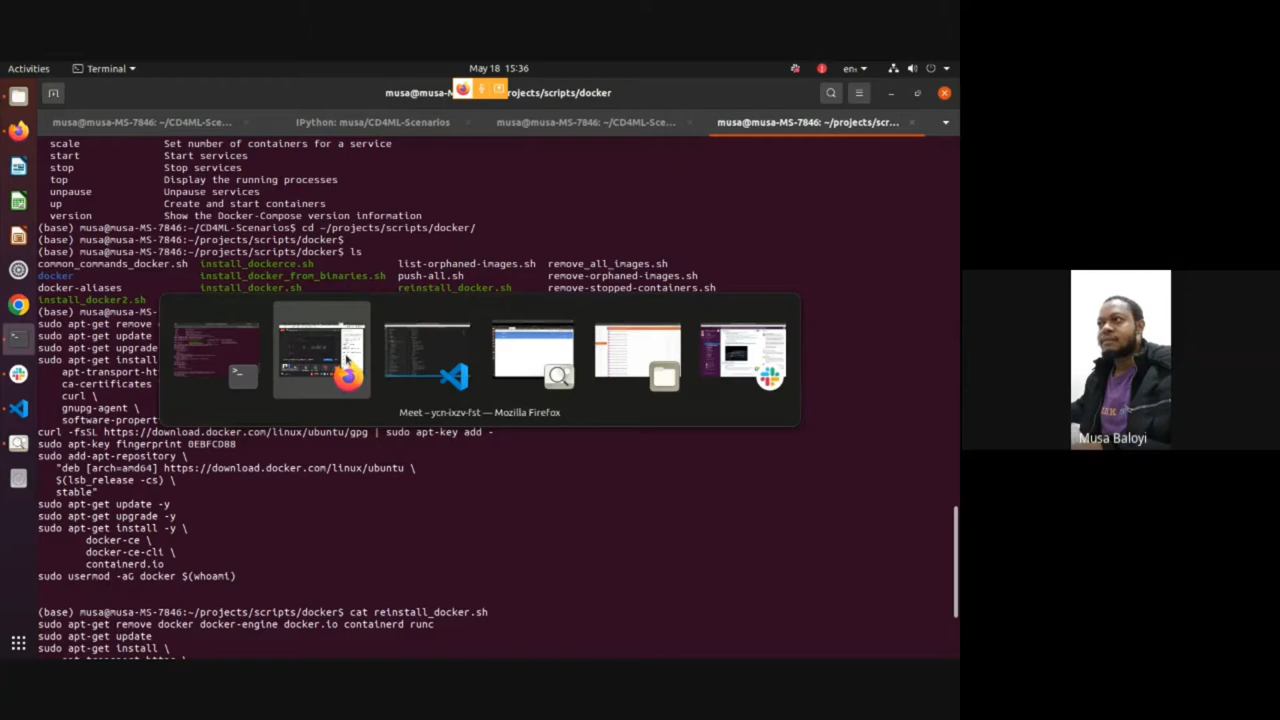 Activities
Terminal
May 18 15:36
en₁
musa@musa-M
rojects/scripts/docker
musa@musa-MS-7846: ~/CD4ML-Sce...
IPython: musa/CD4ML-Scenarios
musa@musa-MS-7846: ~/CD4ML-Sce...
musa@musa-MS-7846: ~/projects/scr...
scale Set number of containers for a service
start Start services
stop Stop services
top Display the running processes
unpause Unpause services
up Create and start containers
version Show the Docker-Compose version information
(base) musa@musa-MS-7846:~/CD4ML-Scenarios$ cd ~/projects/scripts/docker/
(base) musa@musa-MS-7846:~/projects/scripts/docker$
(base) musa@musa-MS-7846:~/projects/scripts/docker$ ls
common_commands_docker.sh install_dockerce.sh list-orphaned-images.sh remove_all_images.sh
docker install_docker_from_binaries.sh push-all.sh remove-orphaned-images.sh
docker-aliases install_docker.sh reinstall_docker.sh remove-stopped-containers.sh
install_docker2.sh
(base) musa@musa-MS-
sudo apt-get remove
sudo apt-get update
sudo apt-get upgrade
sudo apt-get install
apt-transport-ht
ca-certificates
curl \
gnupg-agent \
software-propert
Meet – ycn-ixzv-fst — Mozilla Firefox
curl -fsSL https://download.docker.com/linux/ubuntu/gpg | sudo apt-key add -
sudo apt-key fingerprint 0EBFCD88
sudo add-apt-repository \
"deb [arch=amd64] https://download.docker.com/linux/ubuntu \
$(lsb_release -cs) \
stable"
sudo apt-get update -y
sudo apt-get upgrade -y
sudo apt-get install -y \
docker-ce \
docker-ce-cli \
containerd.io
sudo usermod -aG docker $(whoami)
(base) musa@musa-MS-7846:~/projects/scripts/docker$ cat reinstall_docker.sh
sudo apt-get remove docker docker-engine docker.io containerd runc
sudo apt-get update
sudo apt-get install \
Musa Baloyi